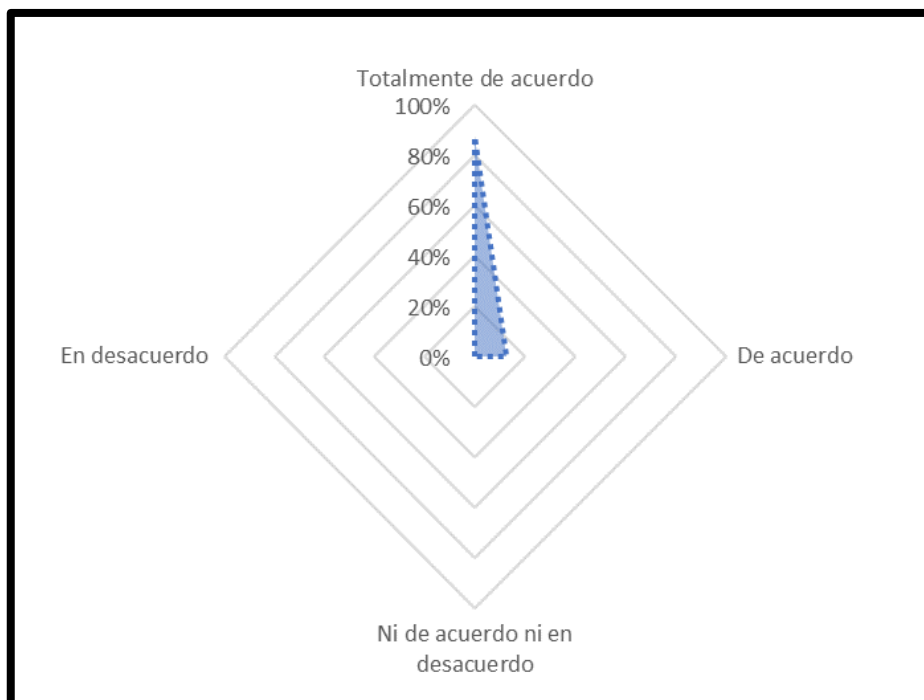 Totalmente de acuerdo
100%
80%
60%
40%
20%
0%
En desacuerdo
De acuerdo
Ni de acuerdo ni en
desacuerdo